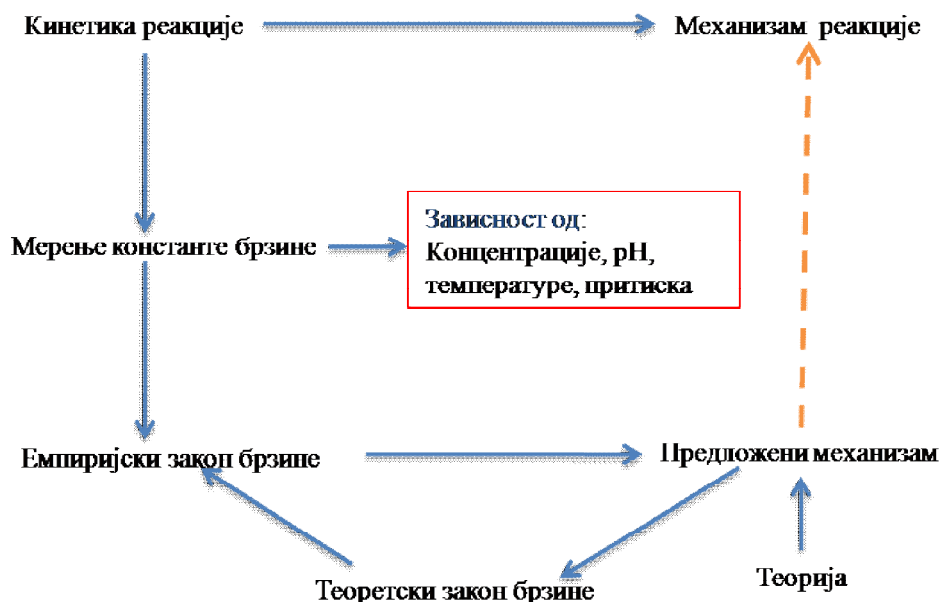 Кинетика реакције
Механизам реакције
Зависност од:
Мерење константе брзине
Концентрације, pH,
температуре, притиска
Емпиријски закон брзине
Предложени механизам
Теоретски закон брзине
Теорија